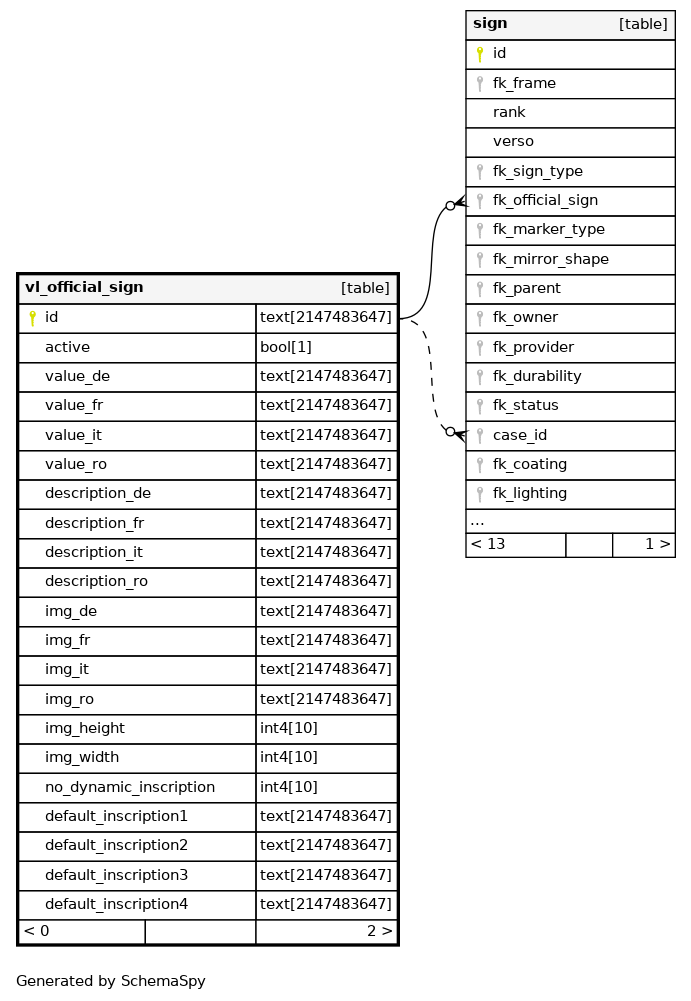 sign [table]
id
fk_frame
rank
verso
fk_sign_type
fk_official_sign
fk_marker_type
fk_mirror_shape
fk_parent
fk_owner
fk_provider
fk_durability
fk_status
case_id
fk_coating
fk_lighting
...
< 13 1 >
vl_official_sign [table]
id text[2147483647]
active bool[1]
value_de text[2147483647]
value_fr text[2147483647]
value_it text[2147483647]
value_ro text[2147483647]
description_de text[2147483647]
description_fr text[2147483647]
description_it text[2147483647]
description_ro text[2147483647]
img_de text[2147483647]
img_fr text[2147483647]
img_it text[2147483647]
img_ro text[2147483647]
img_height int4[10]
img_width int4[10]
no_dynamic_inscription int4[10]
default_inscription1 text[2147483647]
default_inscription2 text[2147483647]
default_inscription3 text[2147483647]
default_inscription4 text[2147483647]
< 0 2 >
Generated by SchemaSpy